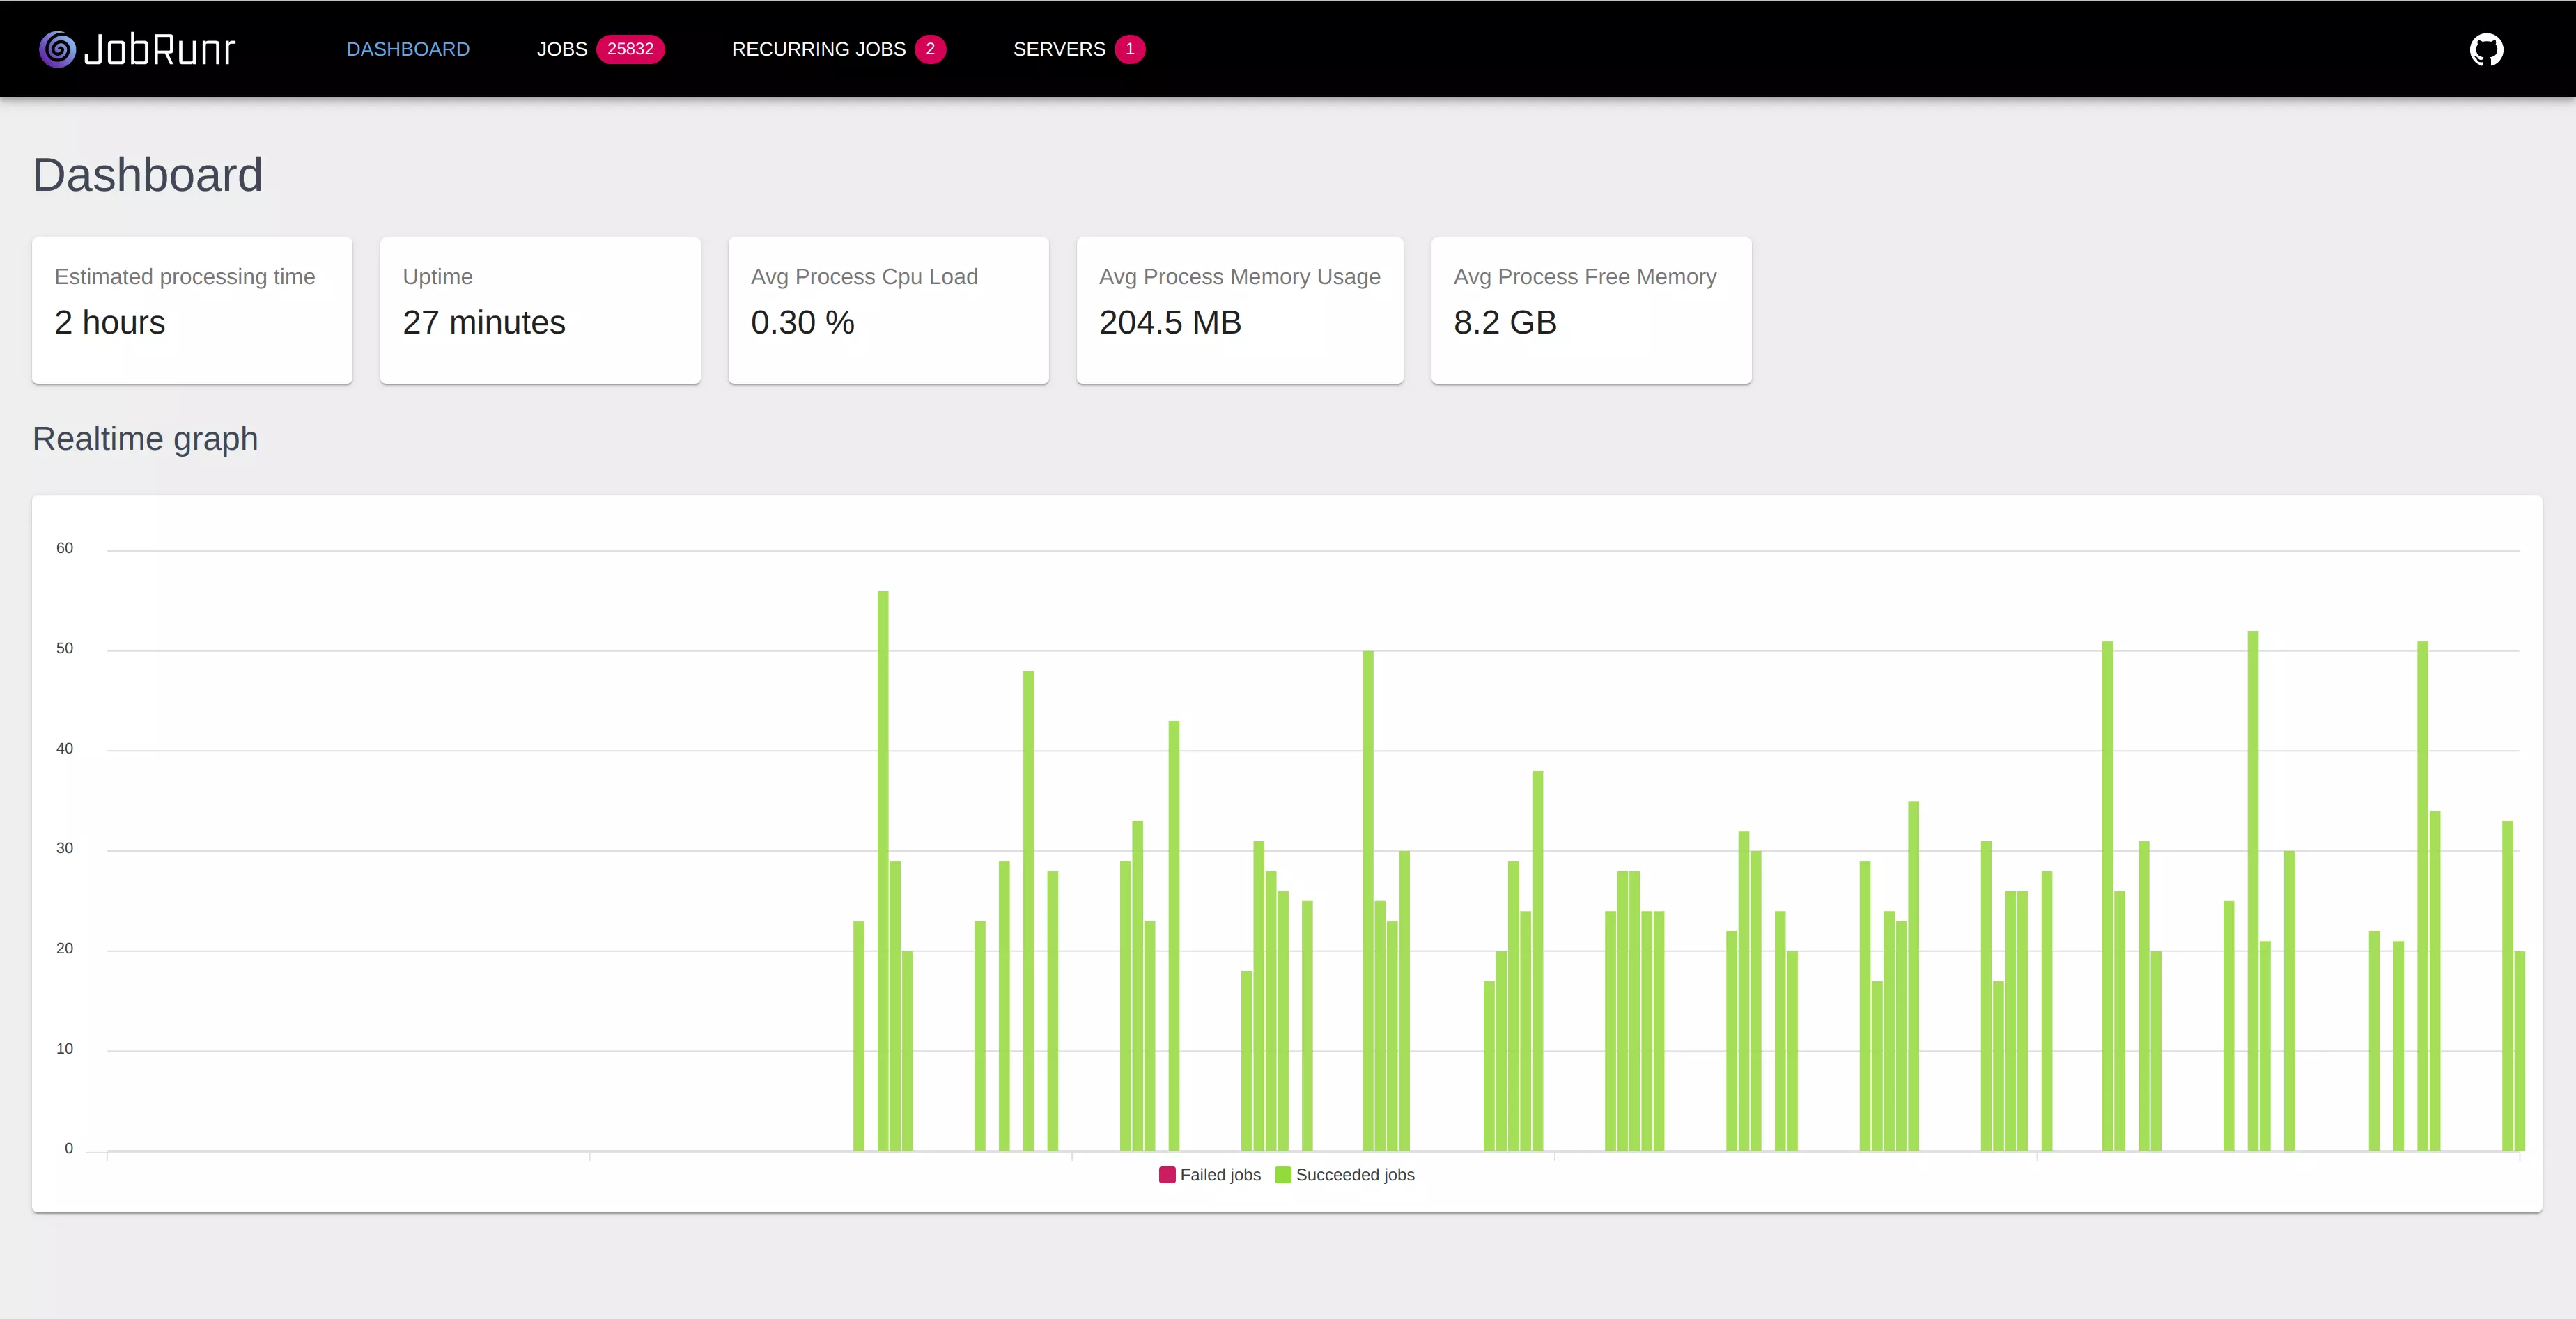 JobRunr DASHBOARD JOBS 25832 RECURRING JOBS 2 SERVERS 1
Dashboard
Estimated processing time
2 hours
Uptime
27 minutes
Avg Process Cpu Load
0.30 %
Avg Process Memory Usage
204.5 MB
Avg Process Free Memory
8.2 GB
Realtime graph
60
50
40
30
20
10
0
Failed jobs Succeeded jobs